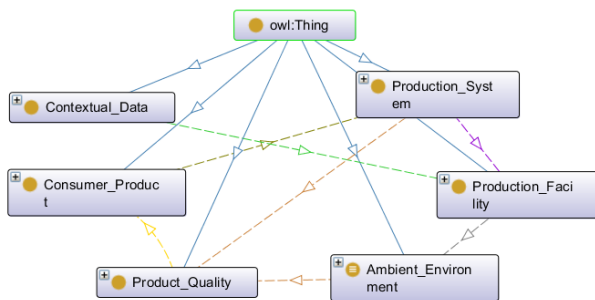 owl:Thing
Production_Syst
em
Contextual_Data
Consumer_Produc
t
Production_Faci
lity
Product_Quality
Ambient_Environ
ment